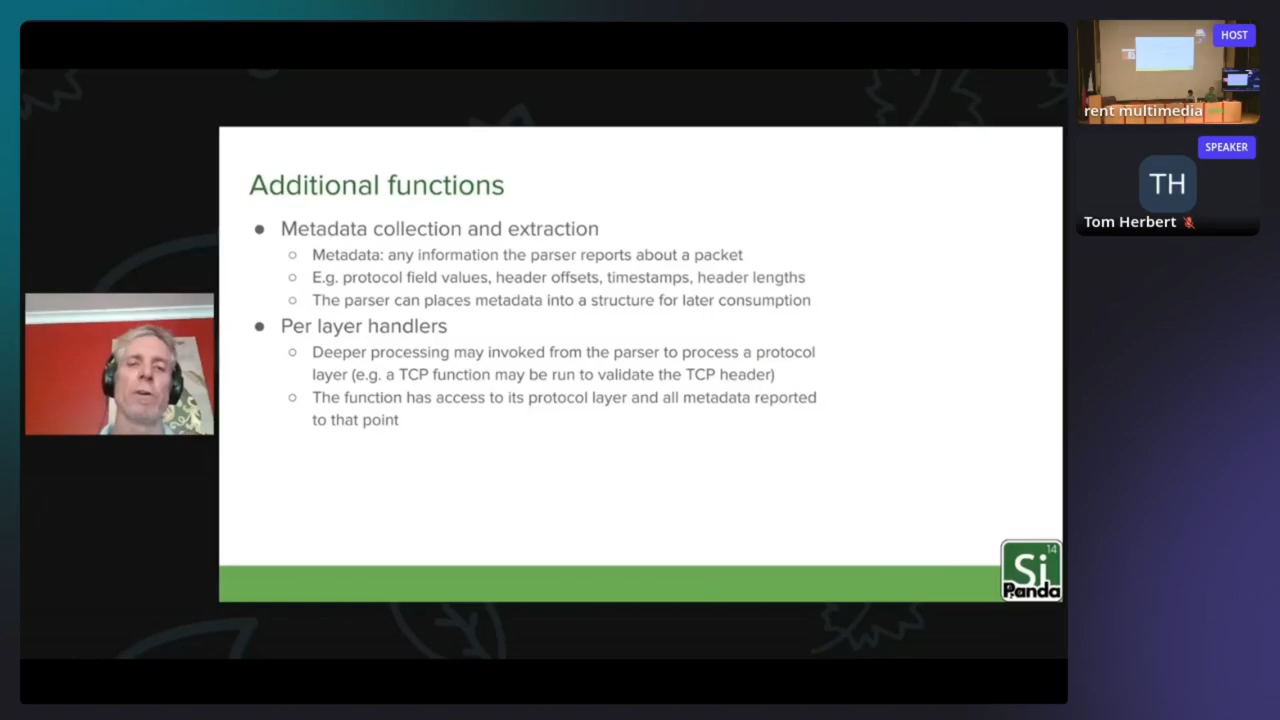 Additional functions
● Metadata collection and extraction
○ Metadata: any information the parser reports about a packet
○ E.g. protocol field values, header offsets, timestamps, header lengths
○ The parser can places metadata into a structure for later consumption
● Per layer handlers
○ Deeper processing may invoked from the parser to process a protocol
layer (e.g. a TCP function may be run to validate the TCP header)
○ The function has access to its protocol layer and all metadata reported
to that point
14
Si
Panda
HOST
rent multimedia
SPEAKER
TH
Tom Herbert